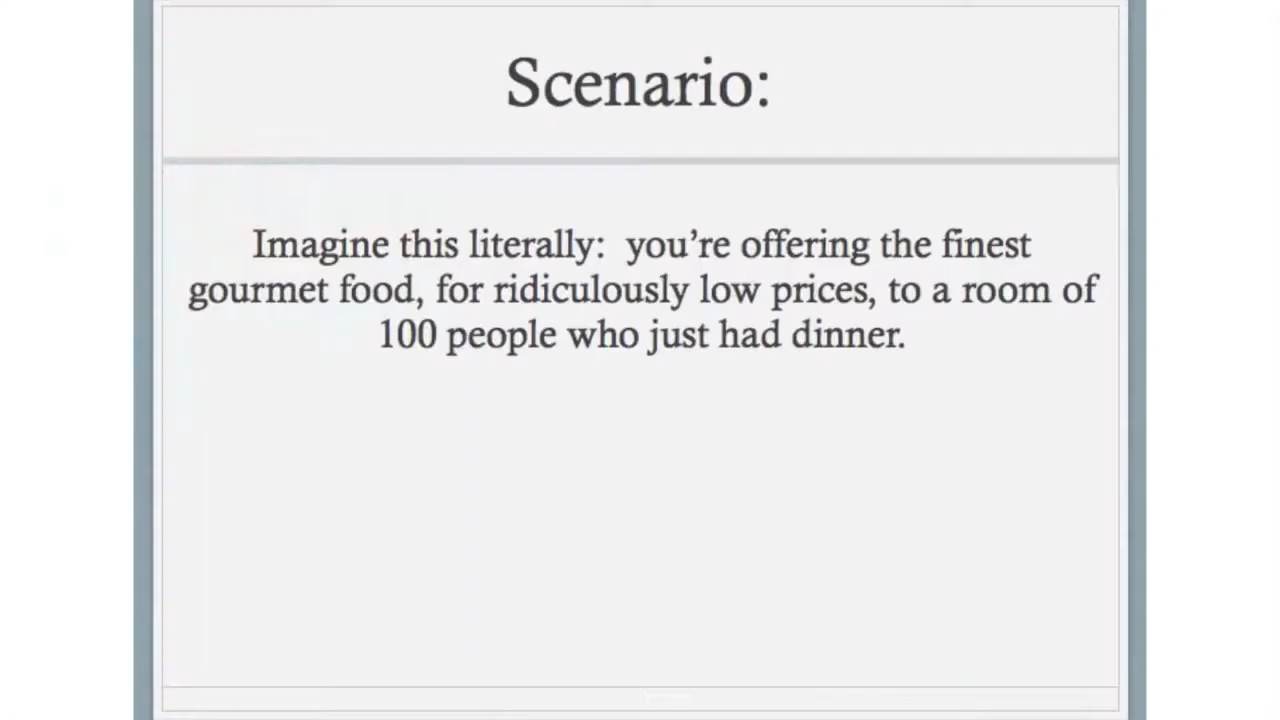 Scenario:
Imagine this literally:  you’re offering the finest
gourmet food, for ridiculously low prices, to a room of
100 people who just had dinner.